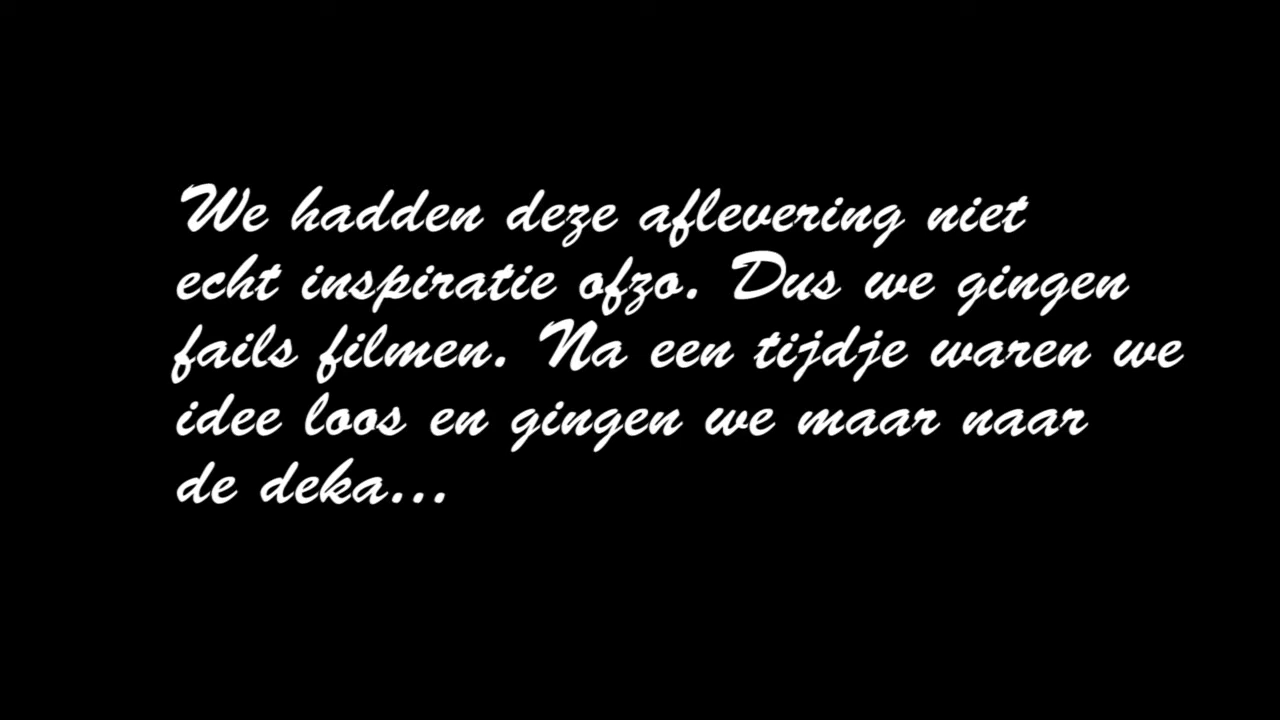 We hadden deze aflevering niet
echt inspiratie ofzo. Dus we gingen
fails filmen. Na een tijdje waren we
idee loos en gingen we maar naar
de deka...